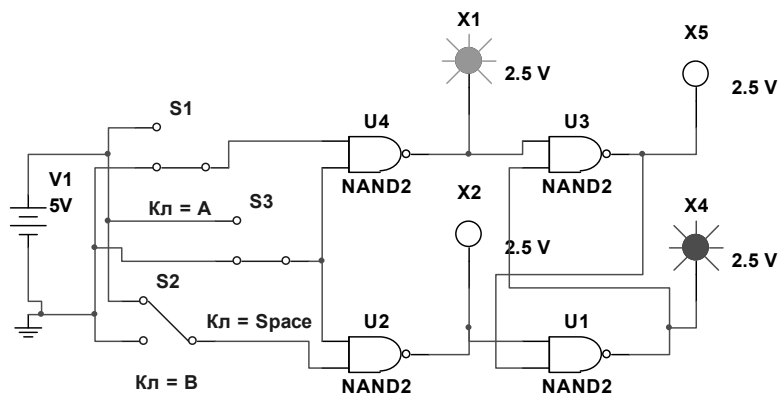 X1
X5
2.5 V
2.5 V
S1
U4
U3
V1
5V
NAND2
NAND2
Кл = A
S3
X2
X4
2.5 V
2.5 V
S2
Кл = Space
U2
U1
NAND2
NAND2
Кл = B